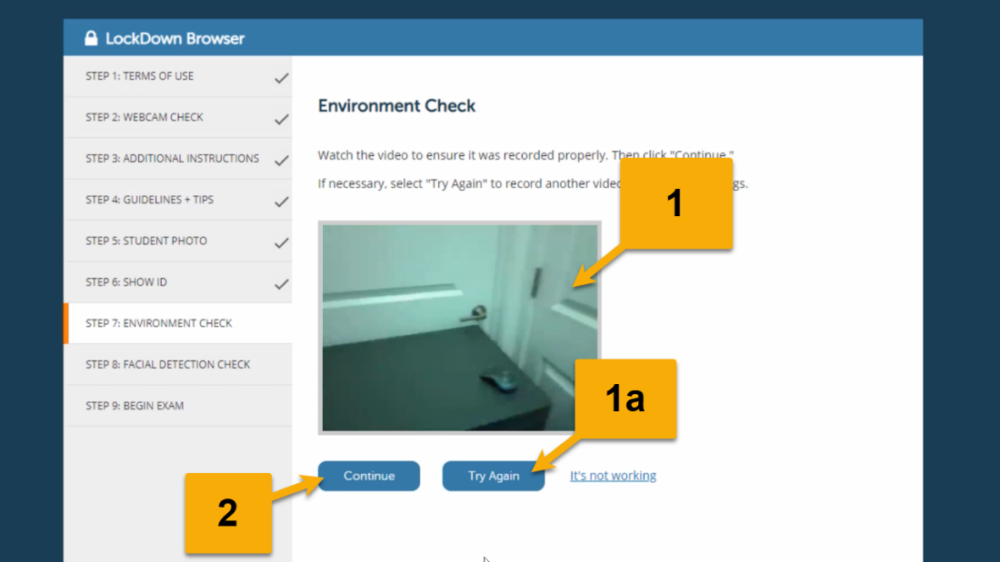 LockDown Browser
STEP 1: TERMS OF USE
STEP 2: WEBCAM CHECK
STEP 3: ADDITIONAL INSTRUCTIONS
STEP 4: GUIDELINES + TIPS
STEP 5: STUDENT PHOTO
STEP 6: SHOW ID
STEP 7: ENVIRONMENT CHECK
STEP 8: FACIAL DETECTION CHECK
STEP 9: BEGIN EXAM
Environment Check
Watch the video to ensure it was recorded properly. Then click "Continue."
If necessary, select "Try Again" to record another video
1
1a
Continue
Try Again
It's not working
2